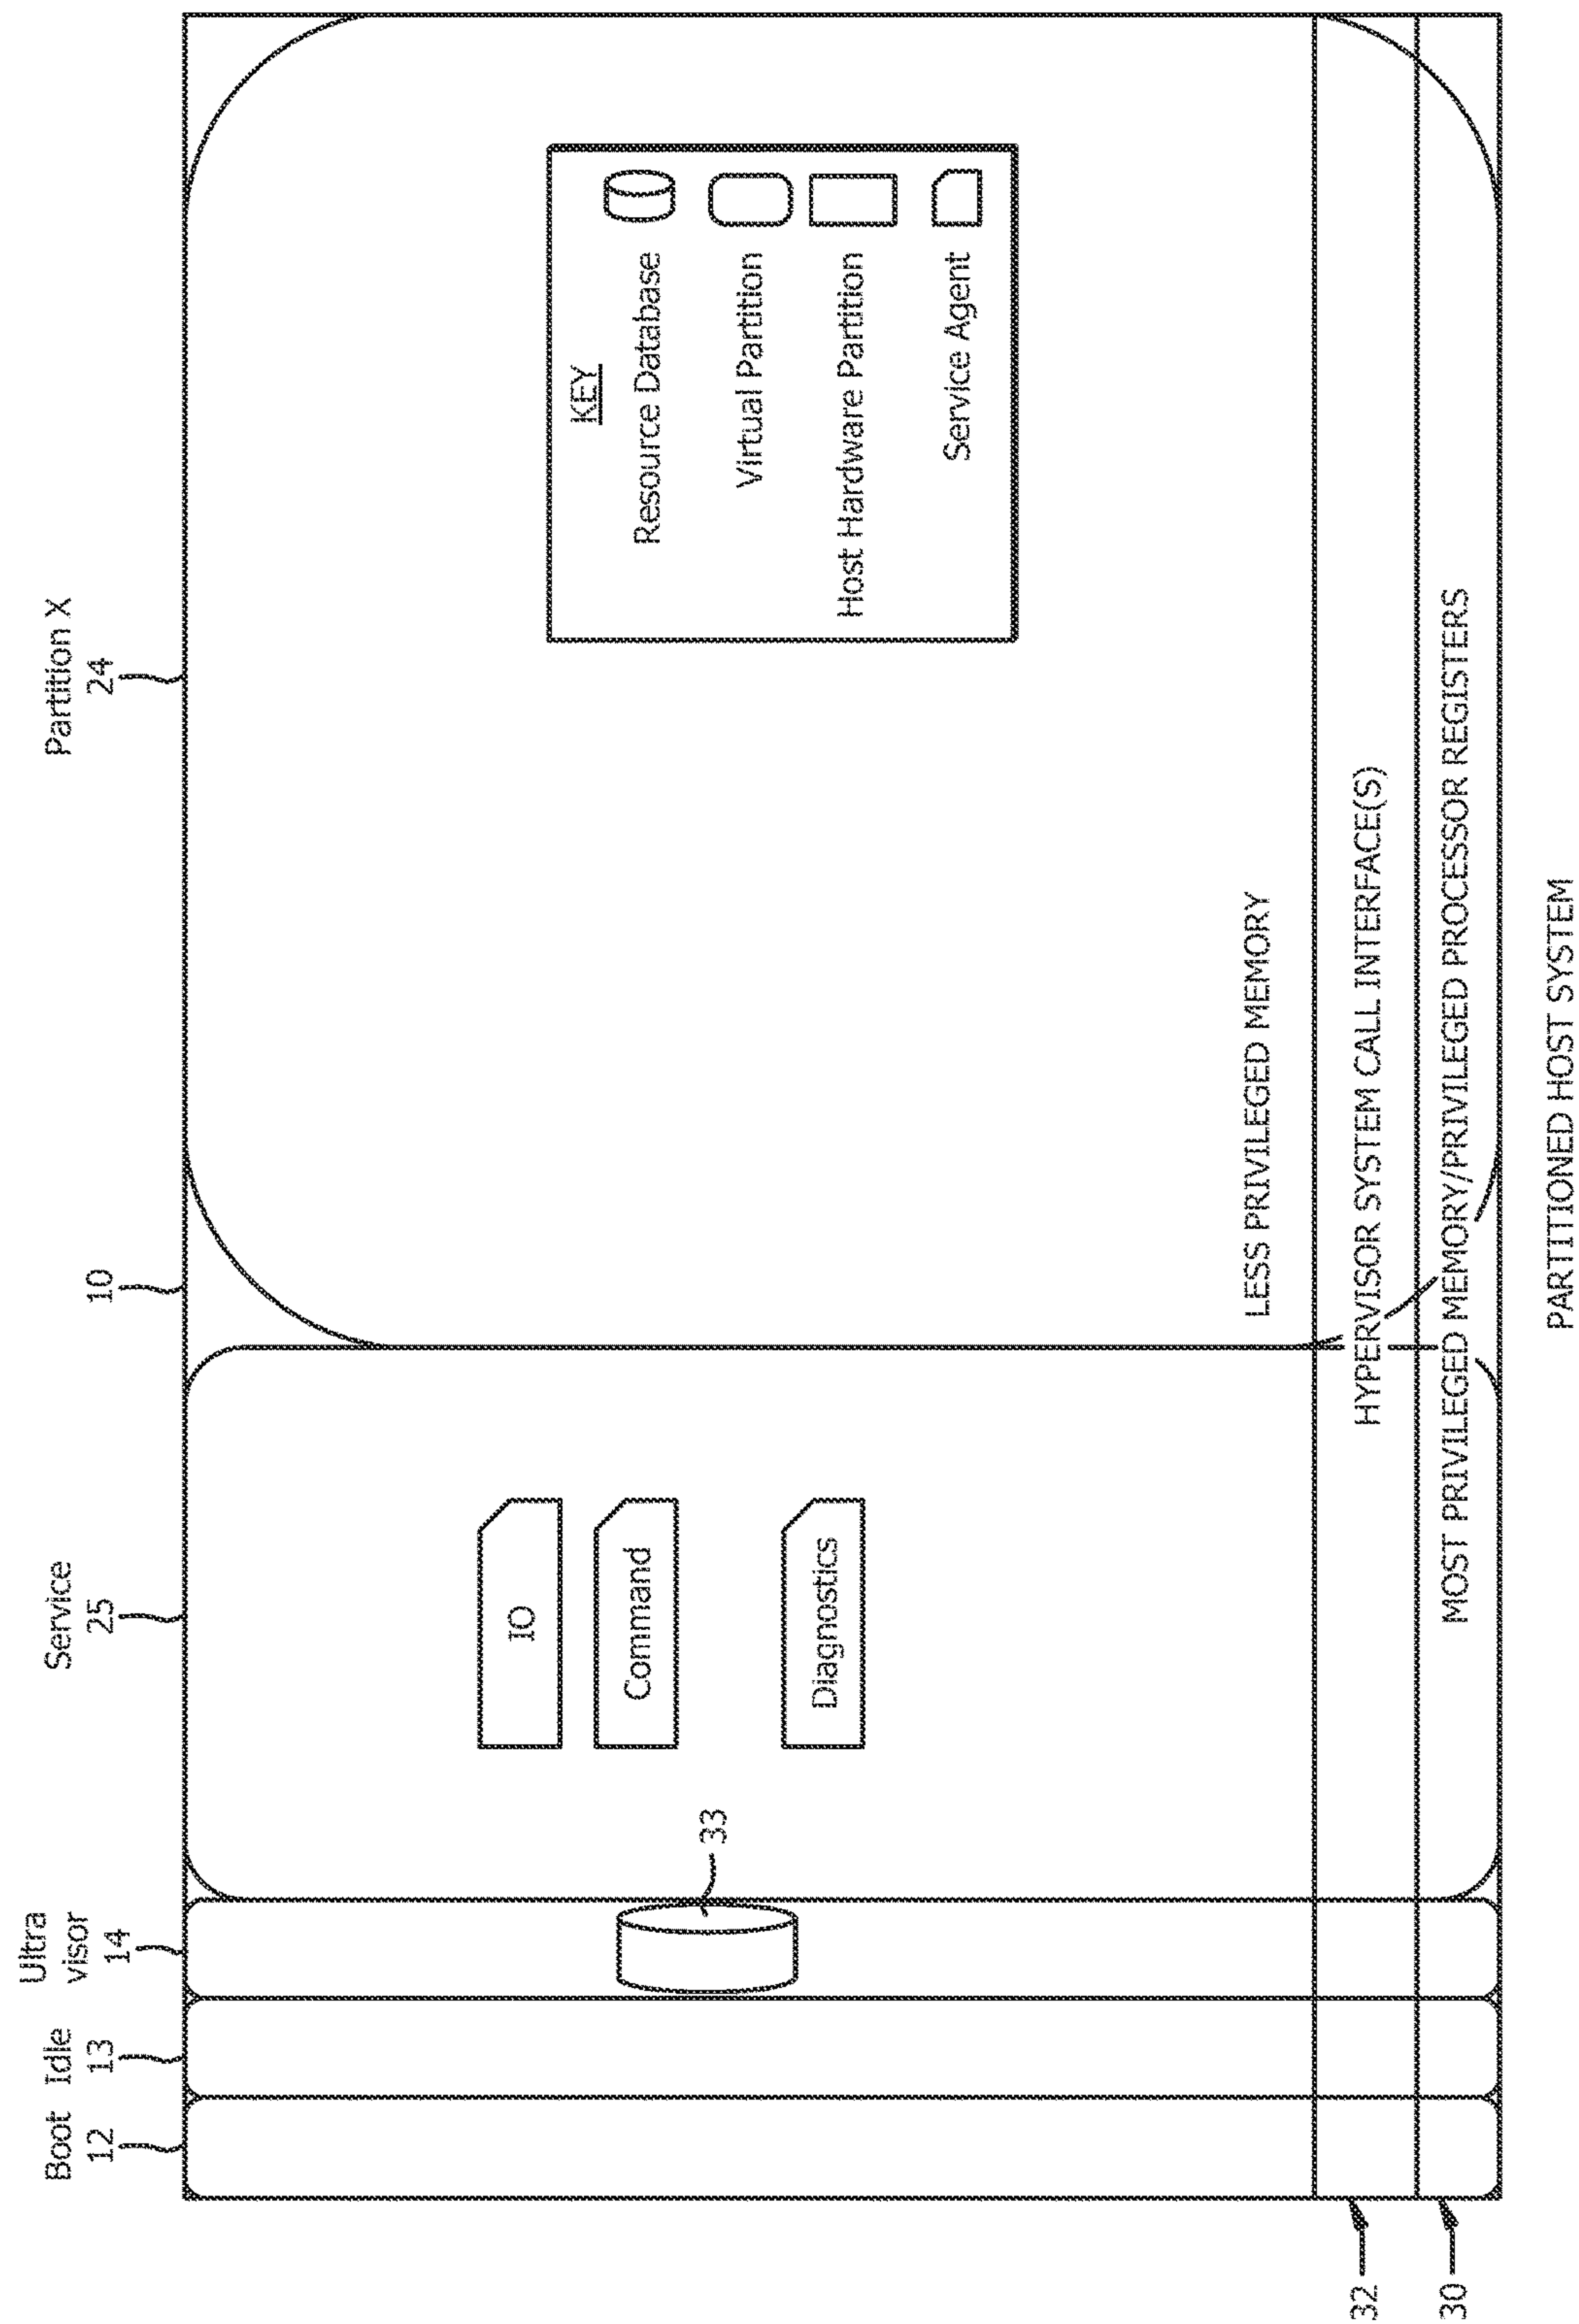 Boot
12
Idle
13
Ultra
visor
14
Service
25
10
Partition X
24
33
IO
Command
Diagnostics
KEY
Resource Database
Virtual Partition
Host Hardware Partition
Service Agent
LESS PRIVILEGED MEMORY
32
HYPERVISOR SYSTEM CALL INTERFACE(S)
30
MOST PRIVILEGED MEMORY/PRIVILEGED PROCESSOR REGISTERS
PARTITIONED HOST SYSTEM